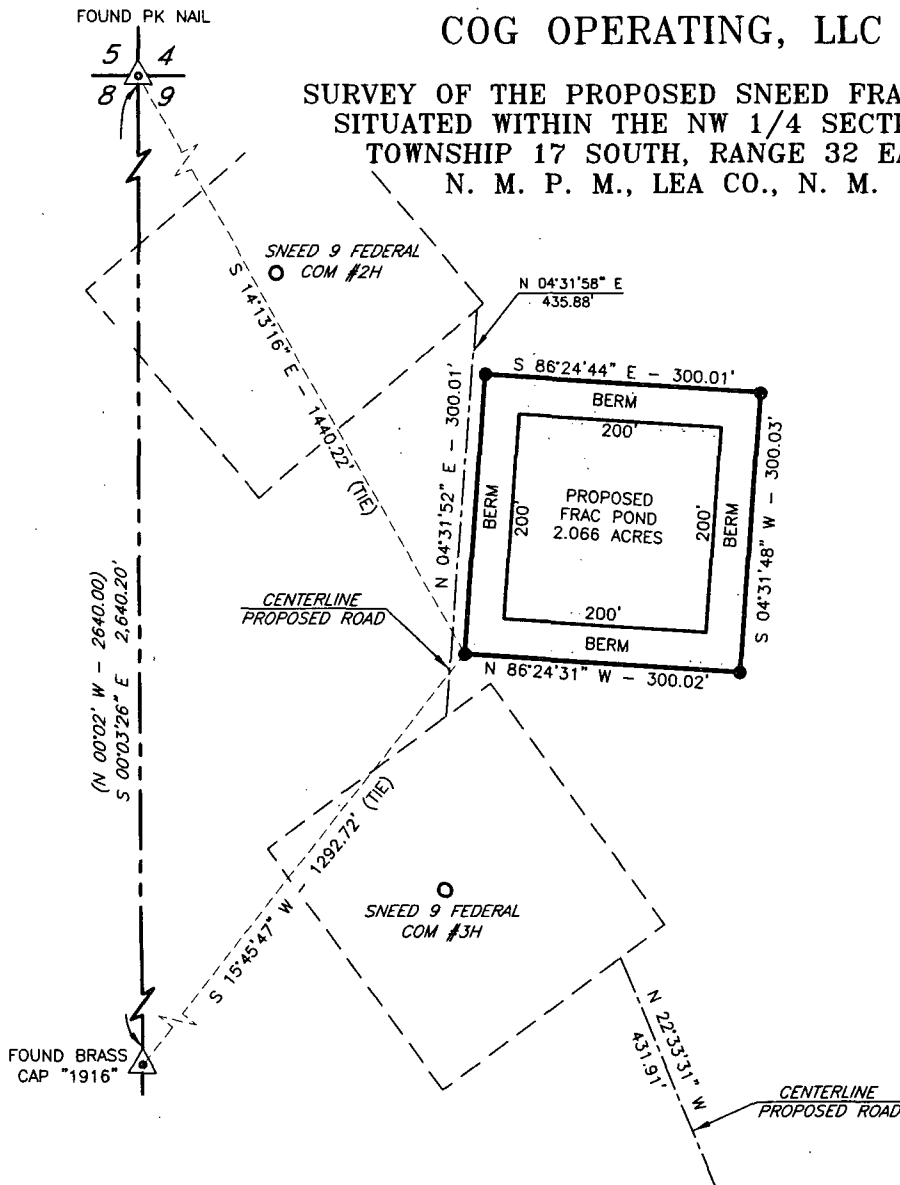 FOUND PK NAIL
5 4
8 9
COG OPERATING, LLC
SURVEY OF THE PROPOSED SNEED FRA
SITUATED WITHIN THE NW 1/4 SECT
TOWNSHIP 17 SOUTH, RANGE 32 EA
N. M. P. M., LEA CO., N. M.
SNEED 9 FEDERAL
COM #2H
N 04°31'58" E
435.88'
S 14°13'16" E - 1440.22' (TIE)
S 86°24'44" E - 300.01'
BERM
200'
N 04°31'52" E - 300.01'
BERM
200'
PROPOSED
FRAC POND
2.066 ACRES
200'
BERM
S 04°31'48" W - 300.03'
200'
BERM
N 86°24'31" W - 300.02'
CENTERLINE
PROPOSED ROAD
(N 00°02' W - 2640.00)
S 00°03'26" E 2,640.20'
S 15°45'47" W - 1292.72' (TIE)
SNEED 9 FEDERAL
COM #3H
FOUND BRASS
CAP "1916"
N 22°33'31" W
431.91'
CENTERLINE
PROPOSED ROAD